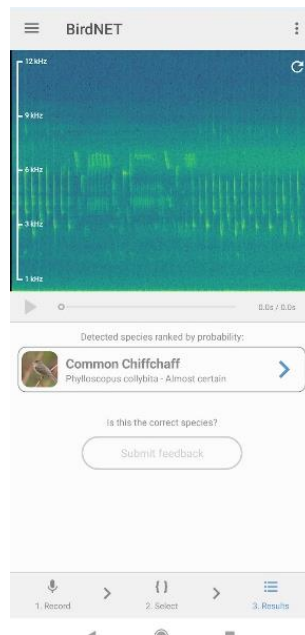 BirdNET
12 kHz
9 kHz
6 kHz
3 kHz
1 kHz
0.0s / 0.0s
Detected species ranked by probability:
Common Chiffchaff
Phylloscopus collybita - Almost certain
Is this the correct species?
Submit feedback
1. Record
2. Select
3. Results